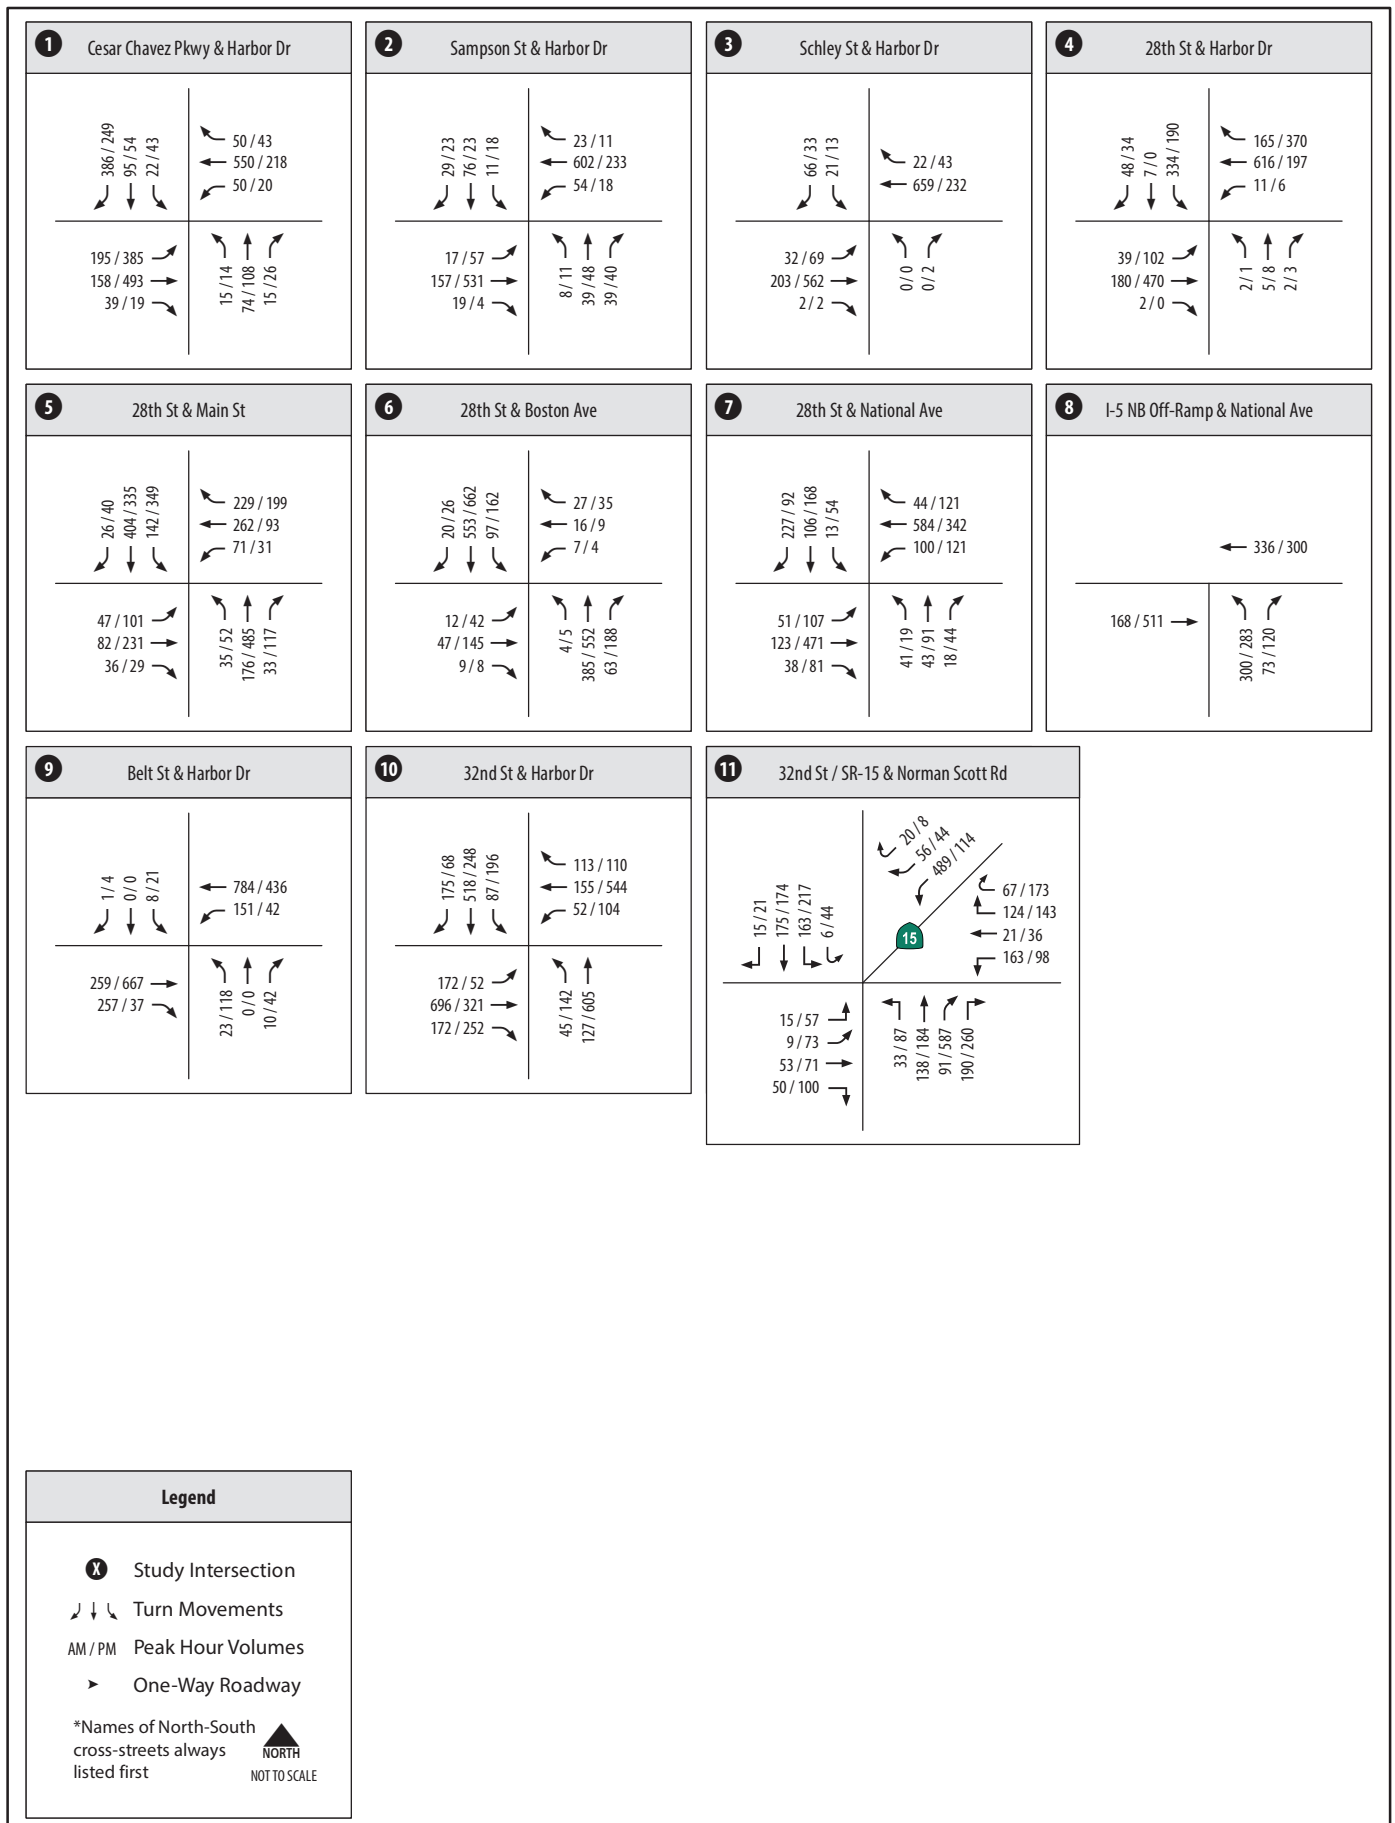 1 Cesar Chavez Pkwy & Harbor Dr
386 / 249
95 / 54
22 / 43
50 / 43
550 / 218
50 / 20
195 / 385
158 / 493
39 / 19
15 / 14
74 / 108
15 / 26
2 Sampson St & Harbor Dr
29 / 23
76 / 23
11 / 18
23 / 11
602 / 233
54 / 18
17 / 57
157 / 531
19 / 4
8 / 11
39 / 48
39 / 40
3 Schley St & Harbor Dr
66 / 33
21 / 13
22 / 43
659 / 232
32 / 69
203 / 562
2 / 2
0 / 0
0 / 2
4 28th St & Harbor Dr
48 / 34
7 / 0
334 / 190
165 / 370
616 / 197
11 / 6
39 / 102
180 / 470
2 / 0
2 / 1
5 / 8
2 / 3
5 28th St & Main St
26 / 40
404 / 335
142 / 349
229 / 199
262 / 93
71 / 31
47 / 101
82 / 231
36 / 29
35 / 52
176 / 485
33 / 117
6 28th St & Boston Ave
20 / 26
553 / 662
97 / 162
27 / 35
16 / 9
7 / 4
12 / 42
47 / 145
9 / 8
4 / 5
385 / 552
63 / 188
7 28th St & National Ave
227 / 92
106 / 168
13 / 54
44 / 121
584 / 342
100 / 121
51 / 107
123 / 471
38 / 81
41 / 19
43 / 91
18 / 44
8 I-5 NB Off-Ramp & National Ave
336 / 300
168 / 511
300 / 283
73 / 120
9 Belt St & Harbor Dr
1 / 4
0 / 0
8 / 21
784 / 436
151 / 42
259 / 667
257 / 37
23 / 118
0 / 0
10 / 42
10 32nd St & Harbor Dr
175 / 68
518 / 248
87 / 196
113 / 110
155 / 544
52 / 104
172 / 52
696 / 321
172 / 252
45 / 142
127 / 605
11 32nd St / SR-15 & Norman Scott Rd
15 / 21
175 / 174
163 / 217
6 / 44
20 / 8
56 / 44
489 / 114
15
67 / 173
124 / 143
21 / 36
163 / 98
15 / 57
9 / 73
53 / 71
50 / 100
33 / 87
138 / 184
91 / 587
190 / 260
Legend
X Study Intersection
Turn Movements
AM / PM Peak Hour Volumes
One-Way Roadway
*Names of North-South
cross-streets always
listed first
NORTH
NOT TO SCALE